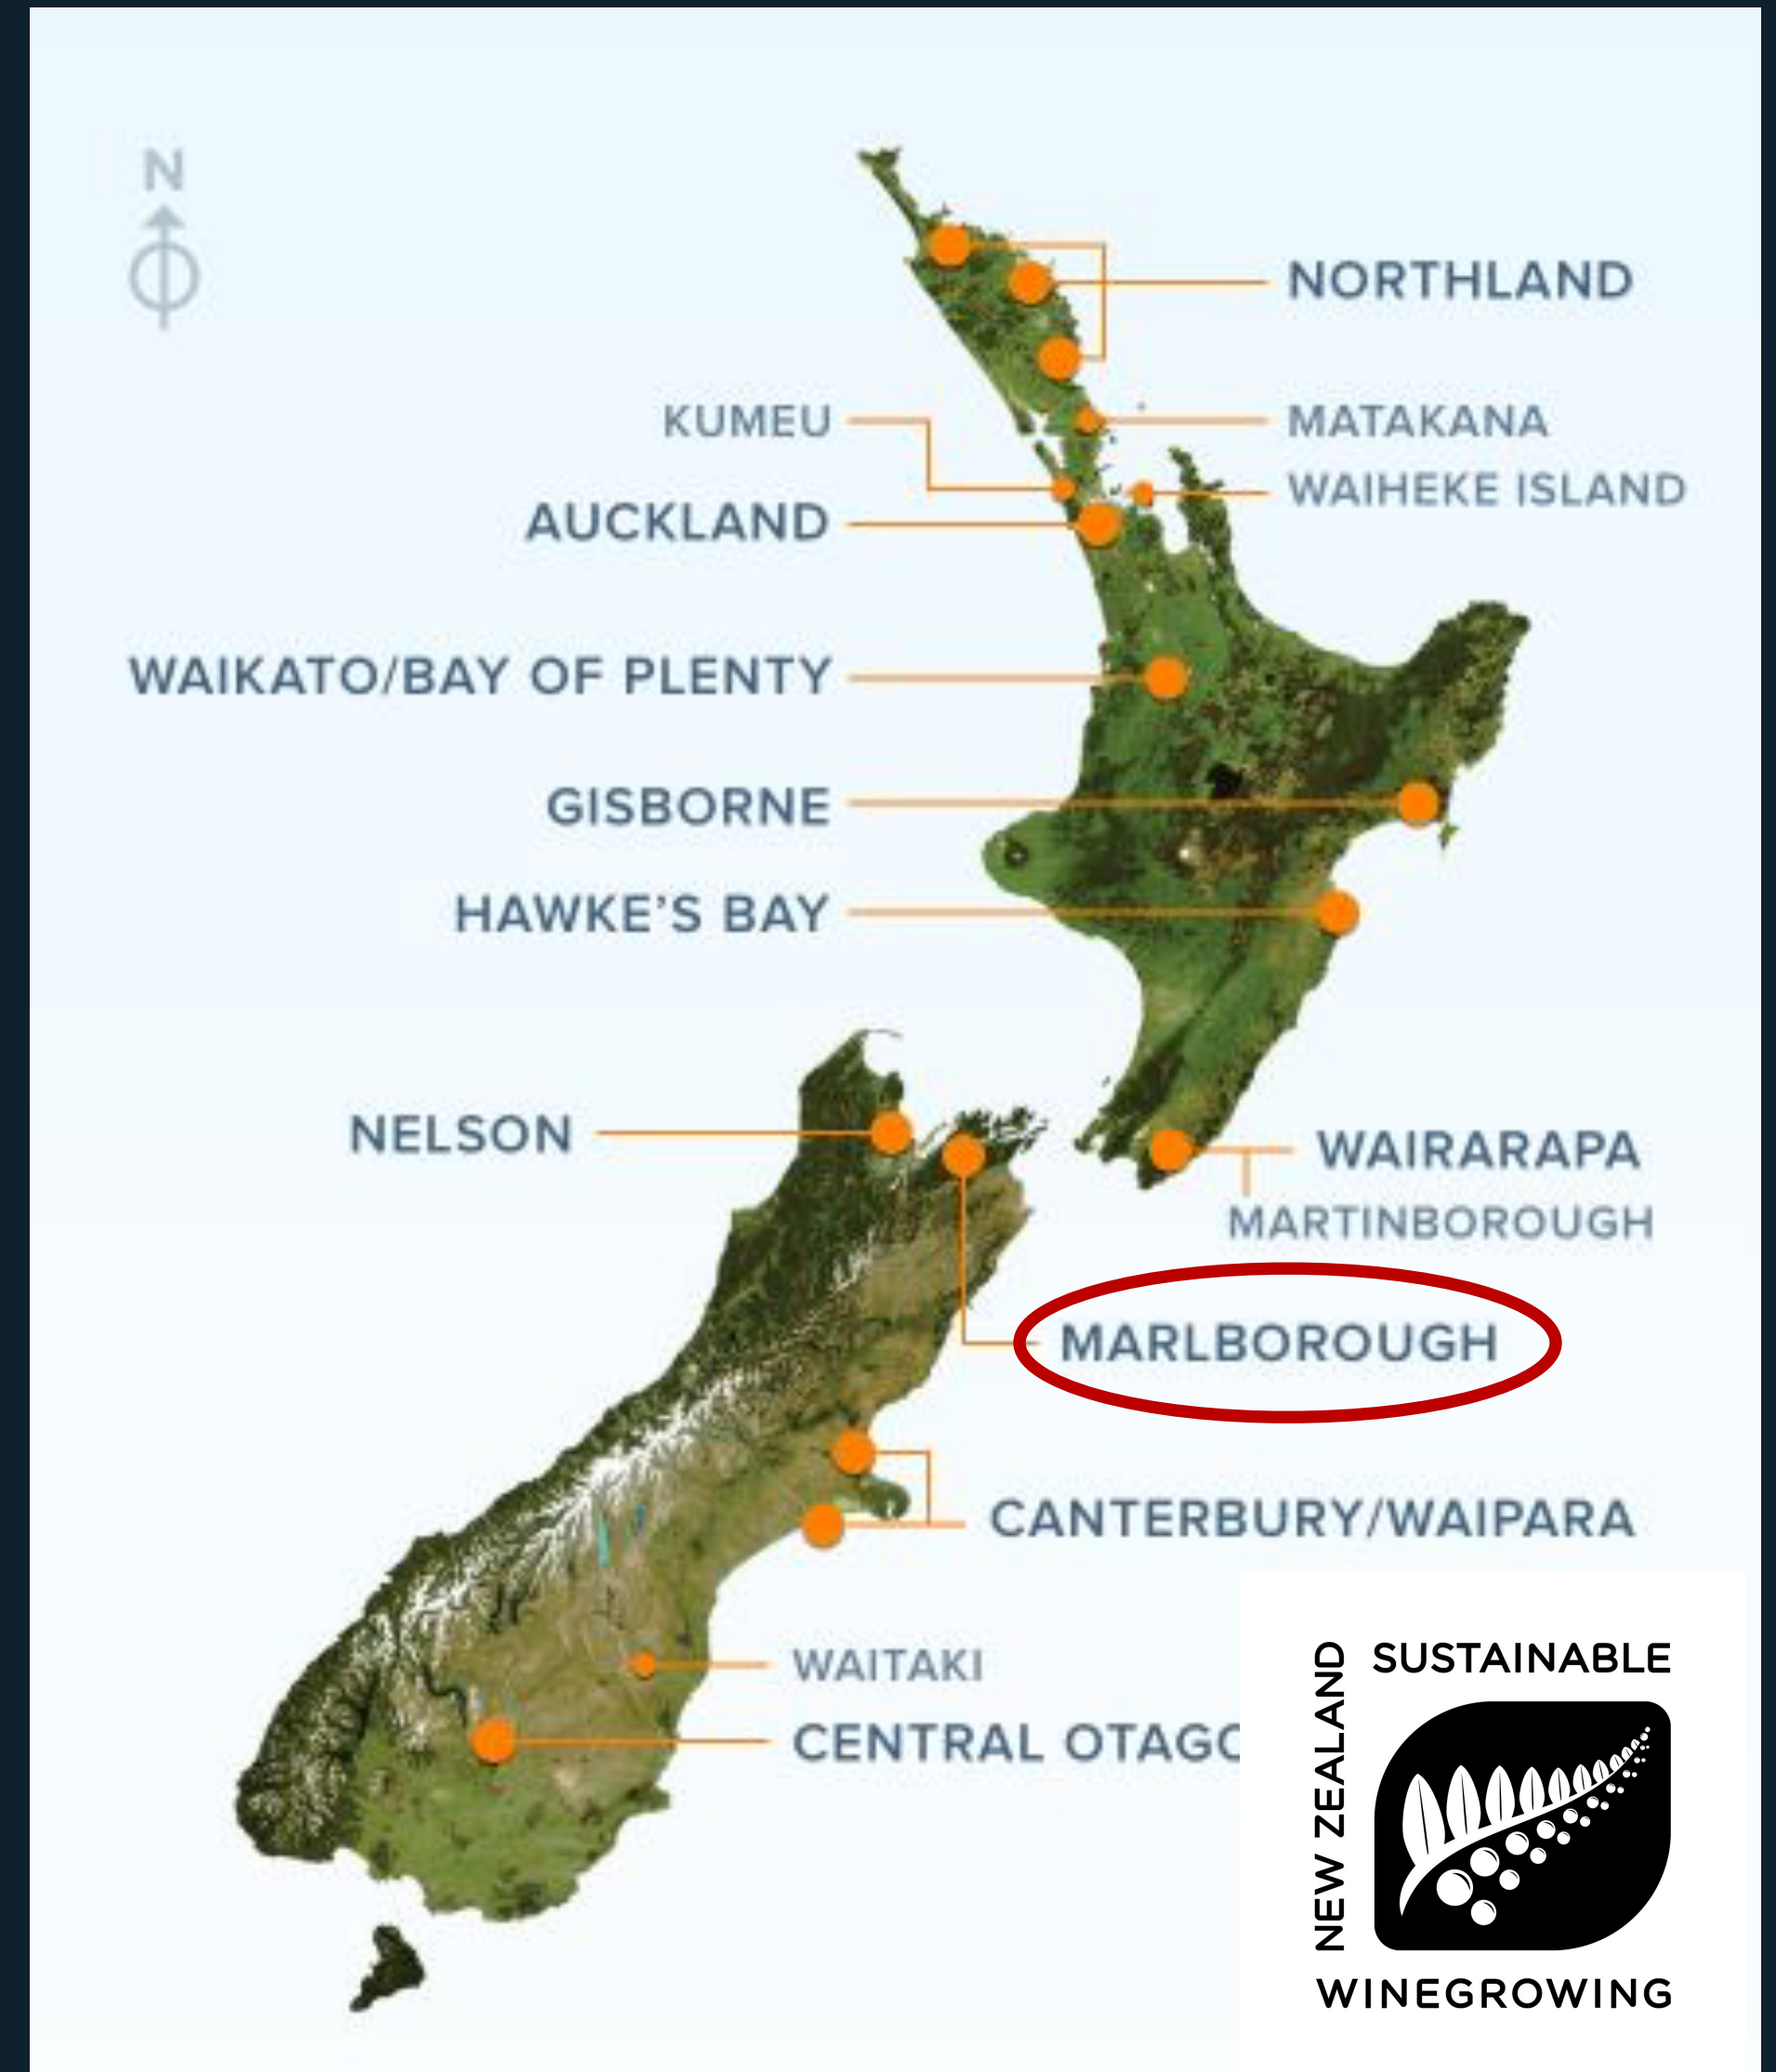 N
NORTHLAND
KUMEU
MATAKANA
WAIHEKE ISLAND
AUCKLAND
WAIKATO/BAY OF PLENTY
GISBORNE
HAWKE'S BAY
NELSON
WAIRARAPA
MARTINBOROUGH
MARLBOROUGH
CANTERBURY/WAIPARA
WAITAKI
CENTRAL OTAGO
NEW ZEALAND
SUSTAINABLE
WINEGROWING